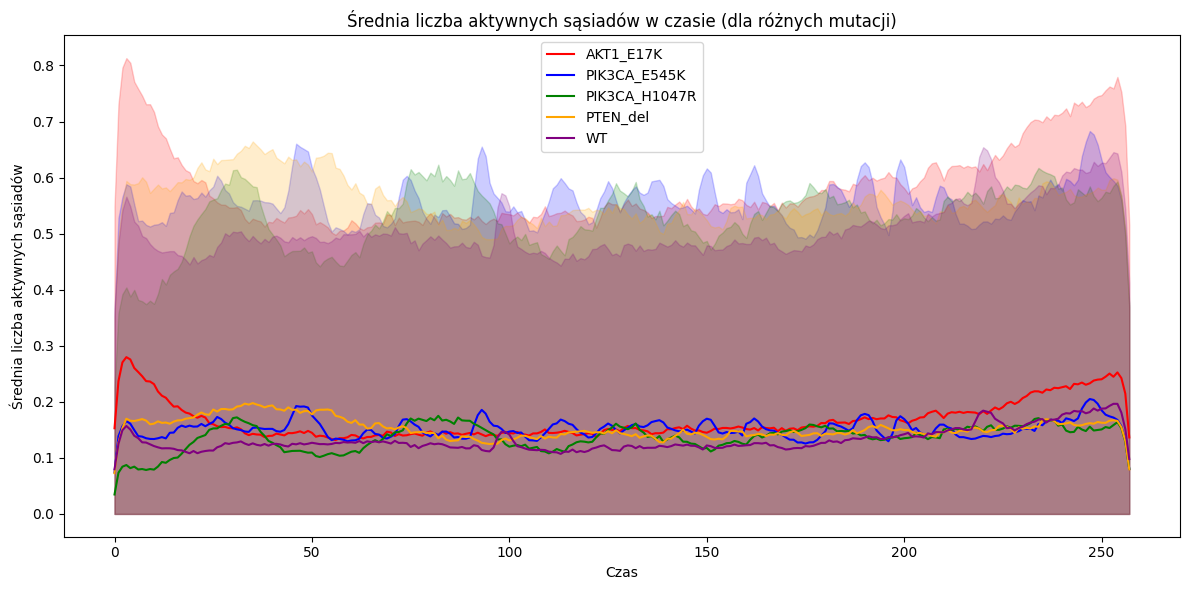 Średnia liczba aktywnych sąsiadów w czasie (dla różnych mutacji)
AKT1_E17K
PIK3CA_E545K
PIK3CA_H1047R
PTEN_del
WT
Średnia liczba aktywnych sąsiadów
0.8
0.7
0.6
0.5
0.4
0.3
0.2
0.1
0.0
0 50 100 150 200 250
Czas